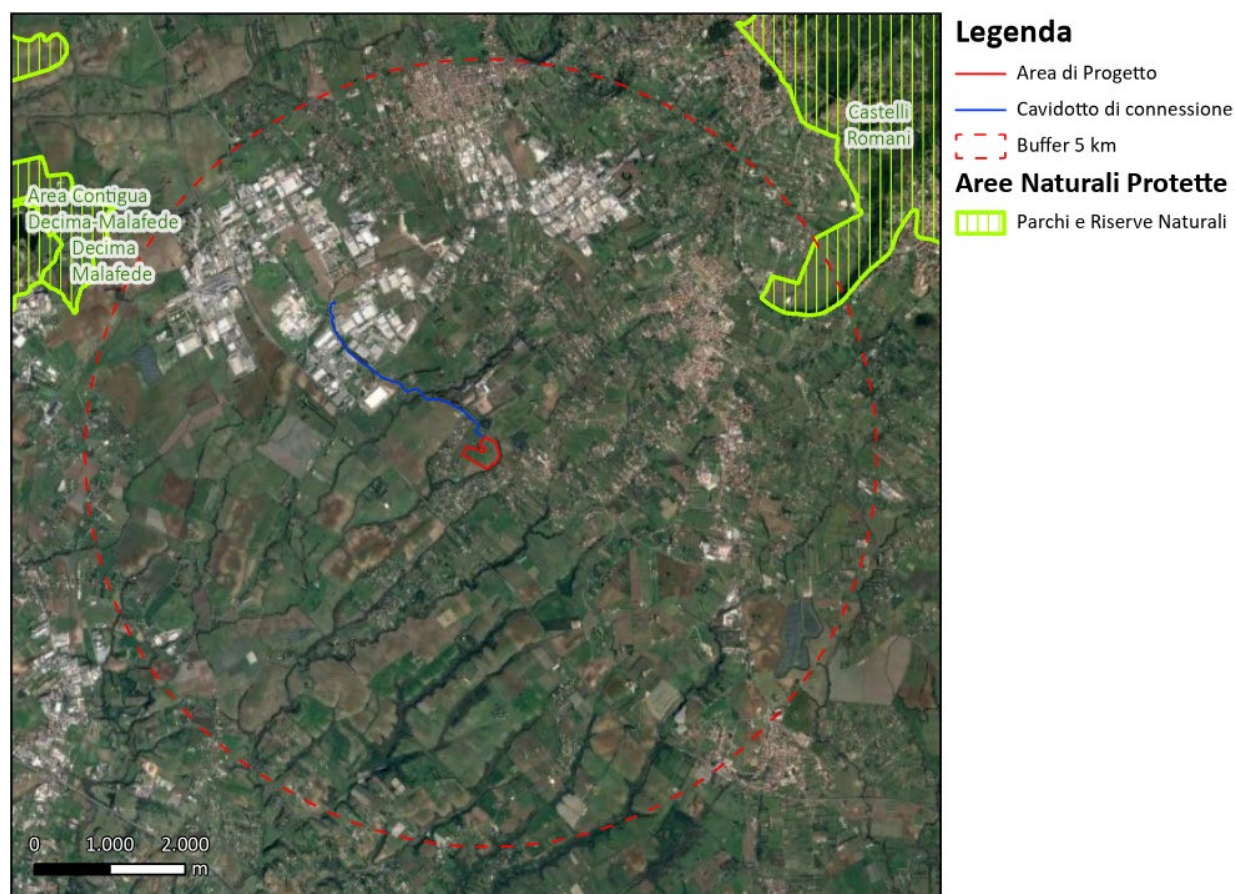 Legenda
Area di Progetto
Cavidotto di connessione
Buffer 5 km
Aree Naturali Protette
Parchi e Riserve Naturali
Castelli
Romani
Area Contigua
Decima-Malafede
Decima
Malafede
0 1.000 2.000
m